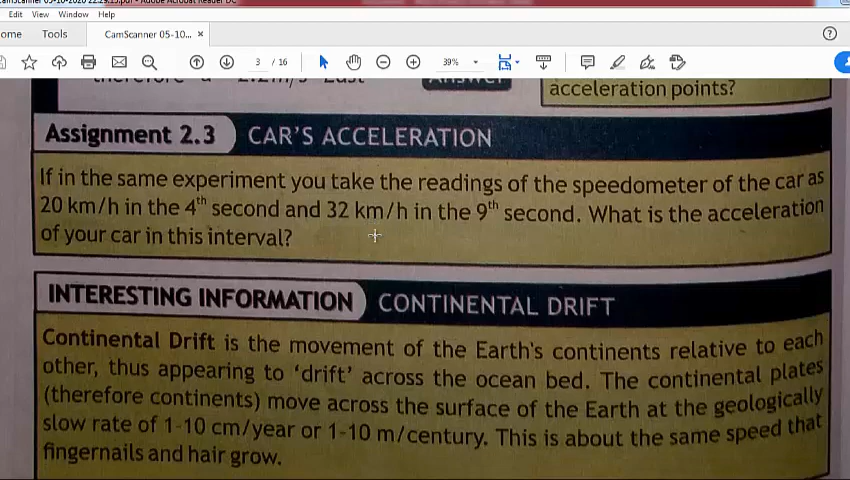 Edit View Window Help
ome Tools CamScanner 05-10... ×
3 / 16 39%
acceleration points?
Assignment 2.3 CAR'S ACCELERATION
If in the same experiment you take the readings of the speedometer of the car as
20 km/h in the 4th second and 32 km/h in the 9th second. What is the acceleration
of your car in this interval?
INTERESTING INFORMATION CONTINENTAL DRIFT
Continental Drift is the movement of the Earth's continents relative to each
other, thus appearing to 'drift' across the ocean bed. The continental plates
(therefore continents) move across the surface of the Earth at the geologically
slow rate of 1-10 cm/year or 1-10 m/century. This is about the same speed that
fingernails and hair grow.